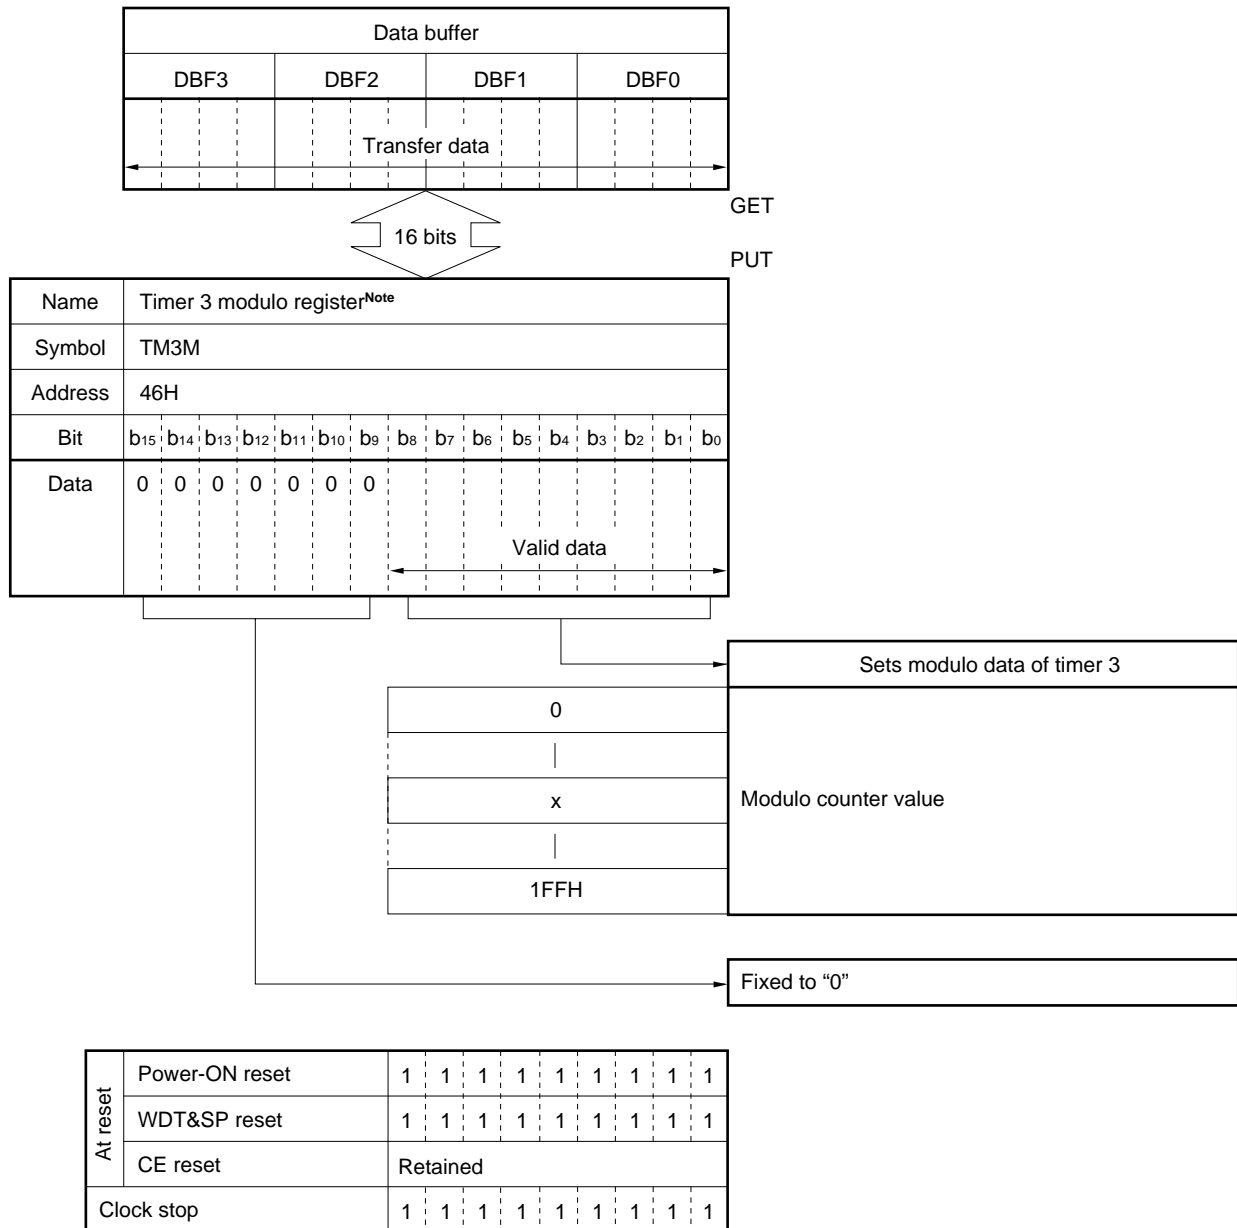 Data buffer
DBF3 DBF2 DBF1 DBF0
Transfer data
GET
16 bits
PUT
Name Timer 3 modulo registerNote
Symbol TM3M
Address 46H
Bit b15 b14 b13 b12 b11 b10 b9 b8 b7 b6 b5 b4 b3 b2 b1 b0
Data 0 0 0 0 0 0 0
Valid data
Sets modulo data of timer 3
0
x
Modulo counter value
1FFH
Fixed to “0”
At reset
Power-ON reset 1 1 1 1 1 1 1 1 1
WDT&SP reset 1 1 1 1 1 1 1 1 1
CE reset Retained
Clock stop 1 1 1 1 1 1 1 1 1